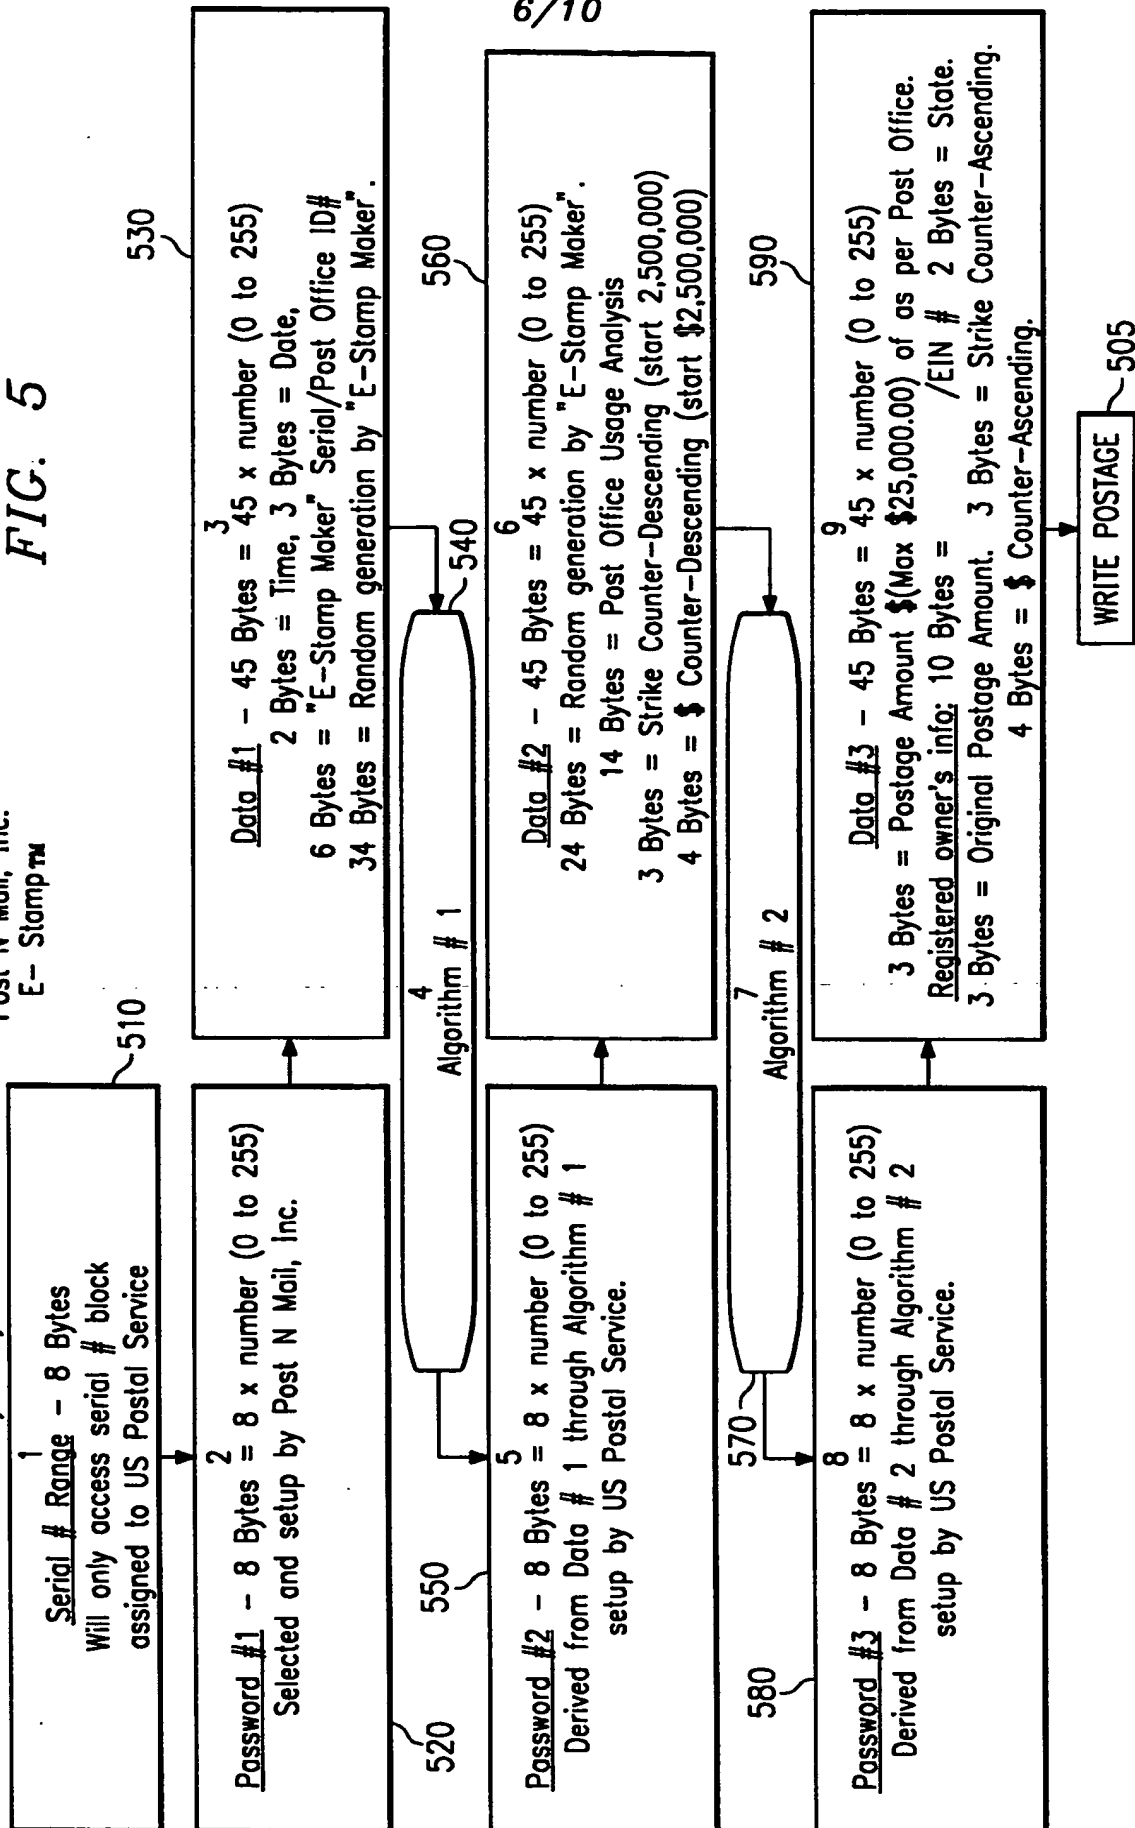 6/10
FIG. 5
E- Stamp™
1
Serial # Range - 8 Bytes
Will only access serial # block
assigned to US Postal Service
510
2
Password #1 - 8 Bytes = 8 x number (0 to 255)
Selected and setup by Post N Mail, Inc.
520
3
Data #1 - 45 Bytes = 45 x number (0 to 255)
2 Bytes = Time, 3 Bytes = Date,
6 Bytes = "E-Stamp Maker" Serial/Post Office ID#
34 Bytes = Random generation by "E-Stamp Maker".
530
4
Algorithm # 1
540
5
Password #2 - 8 Bytes = 8 x number (0 to 255)
Derived from Data # 1 through Algorithm # 1
setup by US Postal Service.
550
6
Data #2 - 45 Bytes = 45 x number (0 to 255)
24 Bytes = Random generation by "E-Stamp Maker".
14 Bytes = Post Office Usage Analysis
3 Bytes = Strike Counter-Descending (start 2,500,000)
4 Bytes = $ Counter-Descending (start $2,500,000)
560
7
Algorithm # 2
570
8
Password #3 - 8 Bytes = 8 x number (0 to 255)
Derived from Data # 2 through Algorithm # 2
setup by US Postal Service.
580
9
Data #3 - 45 Bytes = 45 x number (0 to 255)
3 Bytes = Postage Amount $(Max $25,000.00) of as per Post Office.
Registered owner's info: 10 Bytes = /EIN # 2 Bytes = State.
3 Bytes = Original Postage Amount. 3 Bytes = Strike Counter-Ascending.
4 Bytes = $ Counter-Ascending.
590
WRITE POSTAGE
505